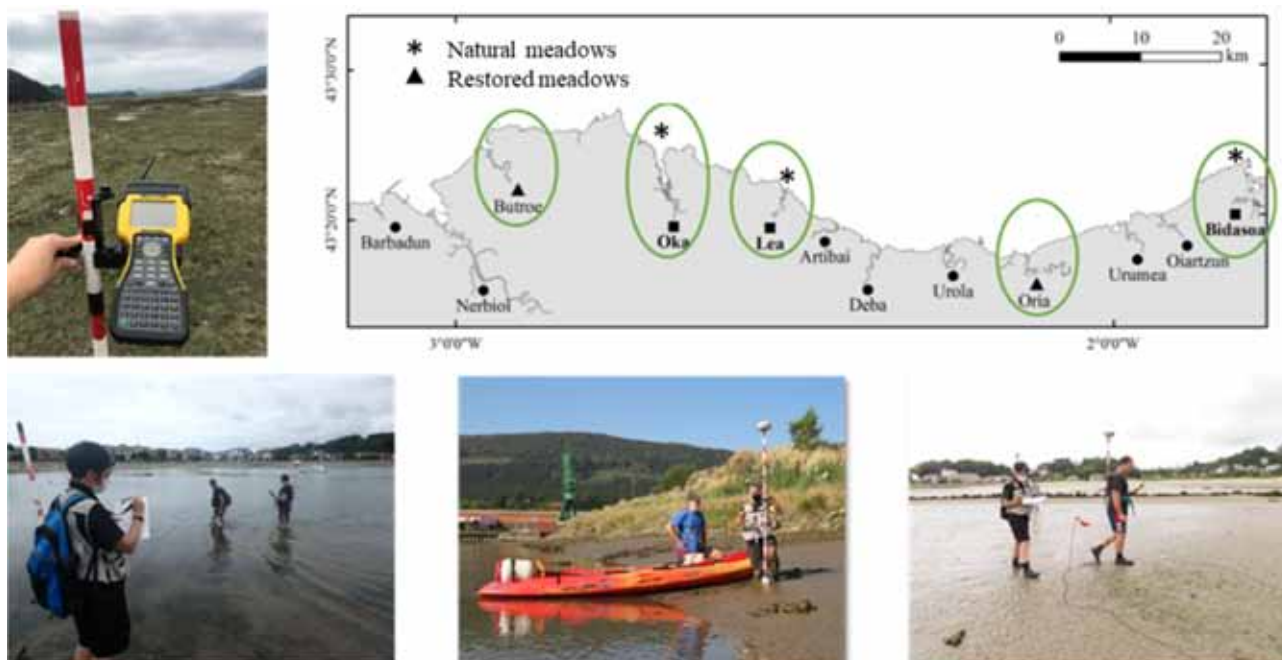 * Natural meadows
▲ Restored meadows
0 10 20
km
43°30'0"N
43°20'0"N
Butroe
Barbadun
Nerbioi
Oka
Lea
Artibai
Deba
Urola
Oria
Urumea
Oiartzun
Bidasoa
3°0'0"W
2°0'0"W